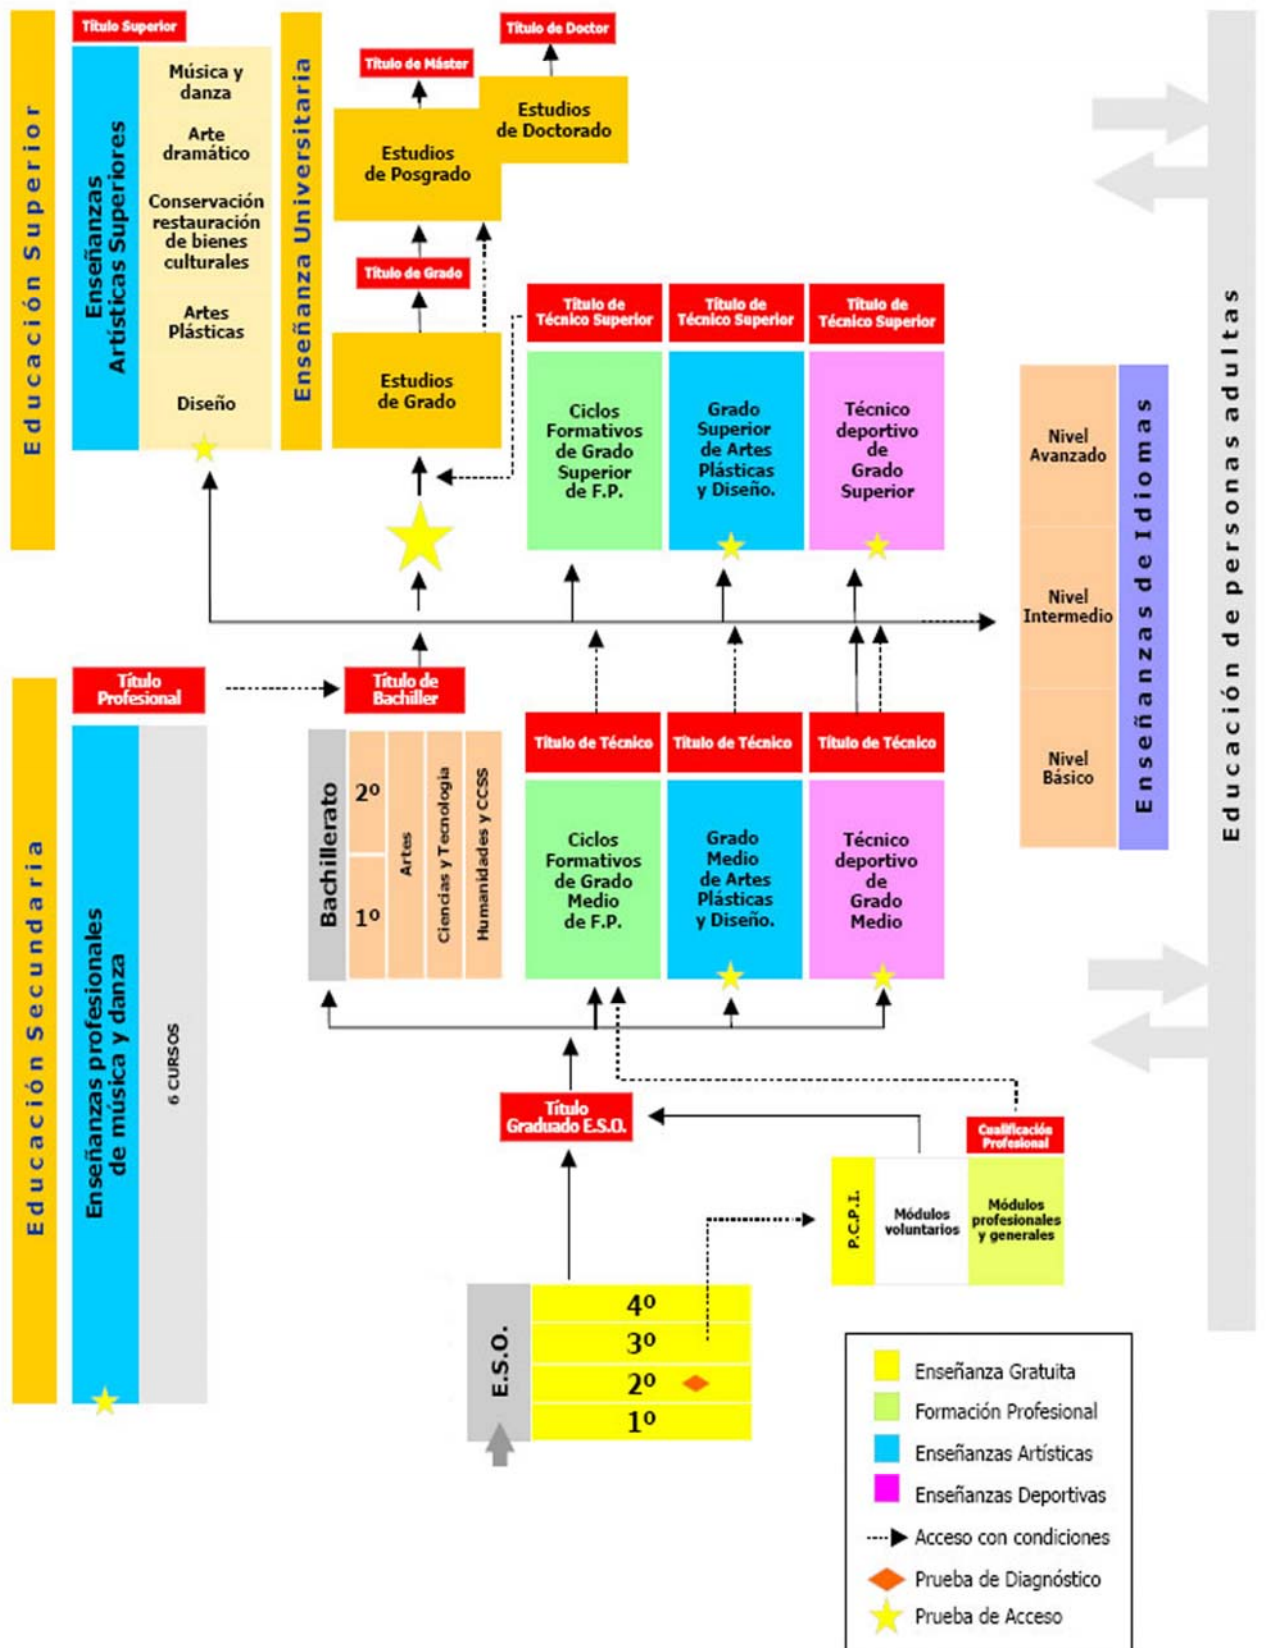 Educación Superior
Título Superior
Enseñanzas
Artísticas Superiores
Música y
danza
Arte
dramático
Conservación
restauración
de bienes
culturales
Artes
Plásticas
Diseño
Enseñanza Universitaria
Título de Máster
Título de Doctor
Estudios
de Posgrado
Estudios
de Doctorado
Título de Grado
Estudios
de Grado
Título de
Técnico Superior
Título de
Técnico Superior
Título de
Técnico Superior
Ciclos
Formativos
de Grado
Superior
de F.P.
Grado
Superior
de Artes
Plásticas
y Diseño.
Técnico
deportivo
de
Grado
Superior
Nivel
Avanzado
Nivel
Intermedio
Nivel
Básico
Enseñanzas de Idiomas
Educación de personas adultas
Educación Secundaria
Título
Profesional
Enseñanzas profesionales
de música y danza
6 CURSOS
Título de
Bachiller
Bachillerato
2º
1º
Artes
Ciencias y Tecnología
Humanidades y CCSS
Título de Técnico
Título de Técnico
Título de Técnico
Ciclos
Formativos
de Grado
Medio
de F.P.
Grado
Medio
de Artes
Plásticas
y Diseño.
Técnico
deportivo
de
Grado
Medio
Título
Graduado E.S.O.
Cualificación
Profesional
P.C.P.I.
Módulos
voluntarios
Módulos
profesionales
y generales
E.S.O.
4º
3º
2º
1º
Enseñanza Gratuita
Formación Profesional
Enseñanzas Artísticas
Enseñanzas Deportivas
Acceso con condiciones
Prueba de Diagnóstico
Prueba de Acceso